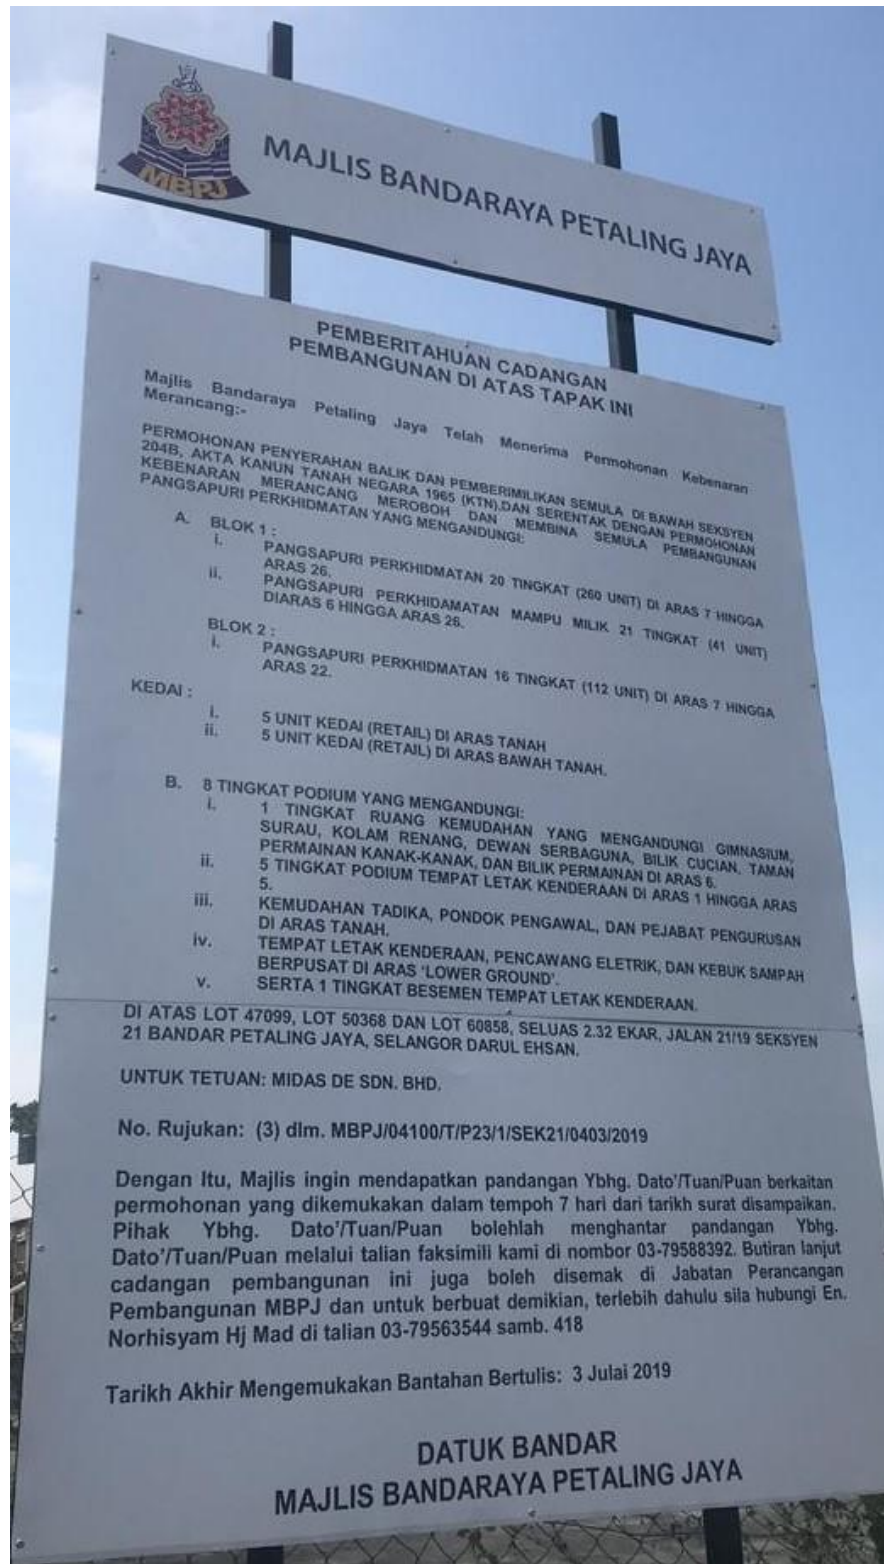 MBPJ
MAJLIS BANDARAYA PETALING JAYA
PEMBERITAHUAN CADANGAN
PEMBANGUNAN DI ATAS TAPAK INI
Majlis Bandaraya Petaling Jaya Telah Menerima Permohonan Kebenaran
Merancang:-
PERMOHONAN PENYERAHAN BALIK DAN PEMBERIMILIKAN SEMULA DI BAWAH SEKSYEN
204B, AKTA KANUN TANAH NEGARA 1965 (KTN).DAN SERENTAK DENGAN PERMOHONAN
KEBENARAN MERANCANG MEROBOH DAN MEMBINA SEMULA PEMBANGUNAN
PANGSAPURI PERKHIDMATAN YANG MENGANDUNGI:
A. BLOK 1 :
i. PANGSAPURI PERKHIDMATAN 20 TINGKAT (260 UNIT) DI ARAS 7 HINGGA
ARAS 26.
ii. PANGSAPURI PERKHIDAMATAN MAMPU MILIK 21 TINGKAT (41 UNIT)
DIARAS 6 HINGGA ARAS 26.
BLOK 2 :
i. PANGSAPURI PERKHIDMATAN 16 TINGKAT (112 UNIT) DI ARAS 7 HINGGA
ARAS 22.
KEDAI :
i. 5 UNIT KEDAI (RETAIL) DI ARAS TANAH
ii. 5 UNIT KEDAI (RETAIL) DI ARAS BAWAH TANAH.
B. 8 TINGKAT PODIUM YANG MENGANDUNGI:
i. 1 TINGKAT RUANG KEMUDAHAN YANG MENGANDUNGI GIMNASIUM,
SURAU, KOLAM RENANG, DEWAN SERBAGUNA, BILIK CUCIAN, TAMAN
PERMAINAN KANAK-KANAK, DAN BILIK PERMAINAN DI ARAS 6.
ii. 5 TINGKAT PODIUM TEMPAT LETAK KENDERAAN DI ARAS 1 HINGGA ARAS
5.
iii. KEMUDAHAN TADIKA, PONDOK PENGAWAL, DAN PEJABAT PENGURUSAN
DI ARAS TANAH.
iv. TEMPAT LETAK KENDERAAN, PENCAWANG ELETRIK, DAN KEBUK SAMPAH
BERPUSAT DI ARAS 'LOWER GROUND'.
v. SERTA 1 TINGKAT BESEMEN TEMPAT LETAK KENDERAAN.
DI ATAS LOT 47099, LOT 50368 DAN LOT 60858, SELUAS 2.32 EKAR, JALAN 21/19 SEKSYEN
21 BANDAR PETALING JAYA, SELANGOR DARUL EHSAN.
UNTUK TETUAN: MIDAS DE SDN. BHD.
No. Rujukan: (3) dlm. MBPJ/04100/T/P23/1/SEK21/0403/2019
Dengan Itu, Majlis ingin mendapatkan pandangan Ybhg. Dato'/Tuan/Puan berkaitan
permohonan yang dikemukakan dalam tempoh 7 hari dari tarikh surat disampaikan.
Pihak Ybhg. Dato'/Tuan/Puan bolehlah menghantar pandangan Ybhg.
Dato'/Tuan/Puan melalui talian faksimili kami di nombor 03-79588392. Butiran lanjut
cadangan pembangunan ini juga boleh disemak di Jabatan Perancangan
Pembangunan MBPJ dan untuk berbuat demikian, terlebih dahulu sila hubungi En.
Norhisyam Hj Mad di talian 03-79563544 samb. 418
Tarikh Akhir Mengemukakan Bantahan Bertulis: 3 Julai 2019
DATUK BANDAR
MAJLIS BANDARAYA PETALING JAYA